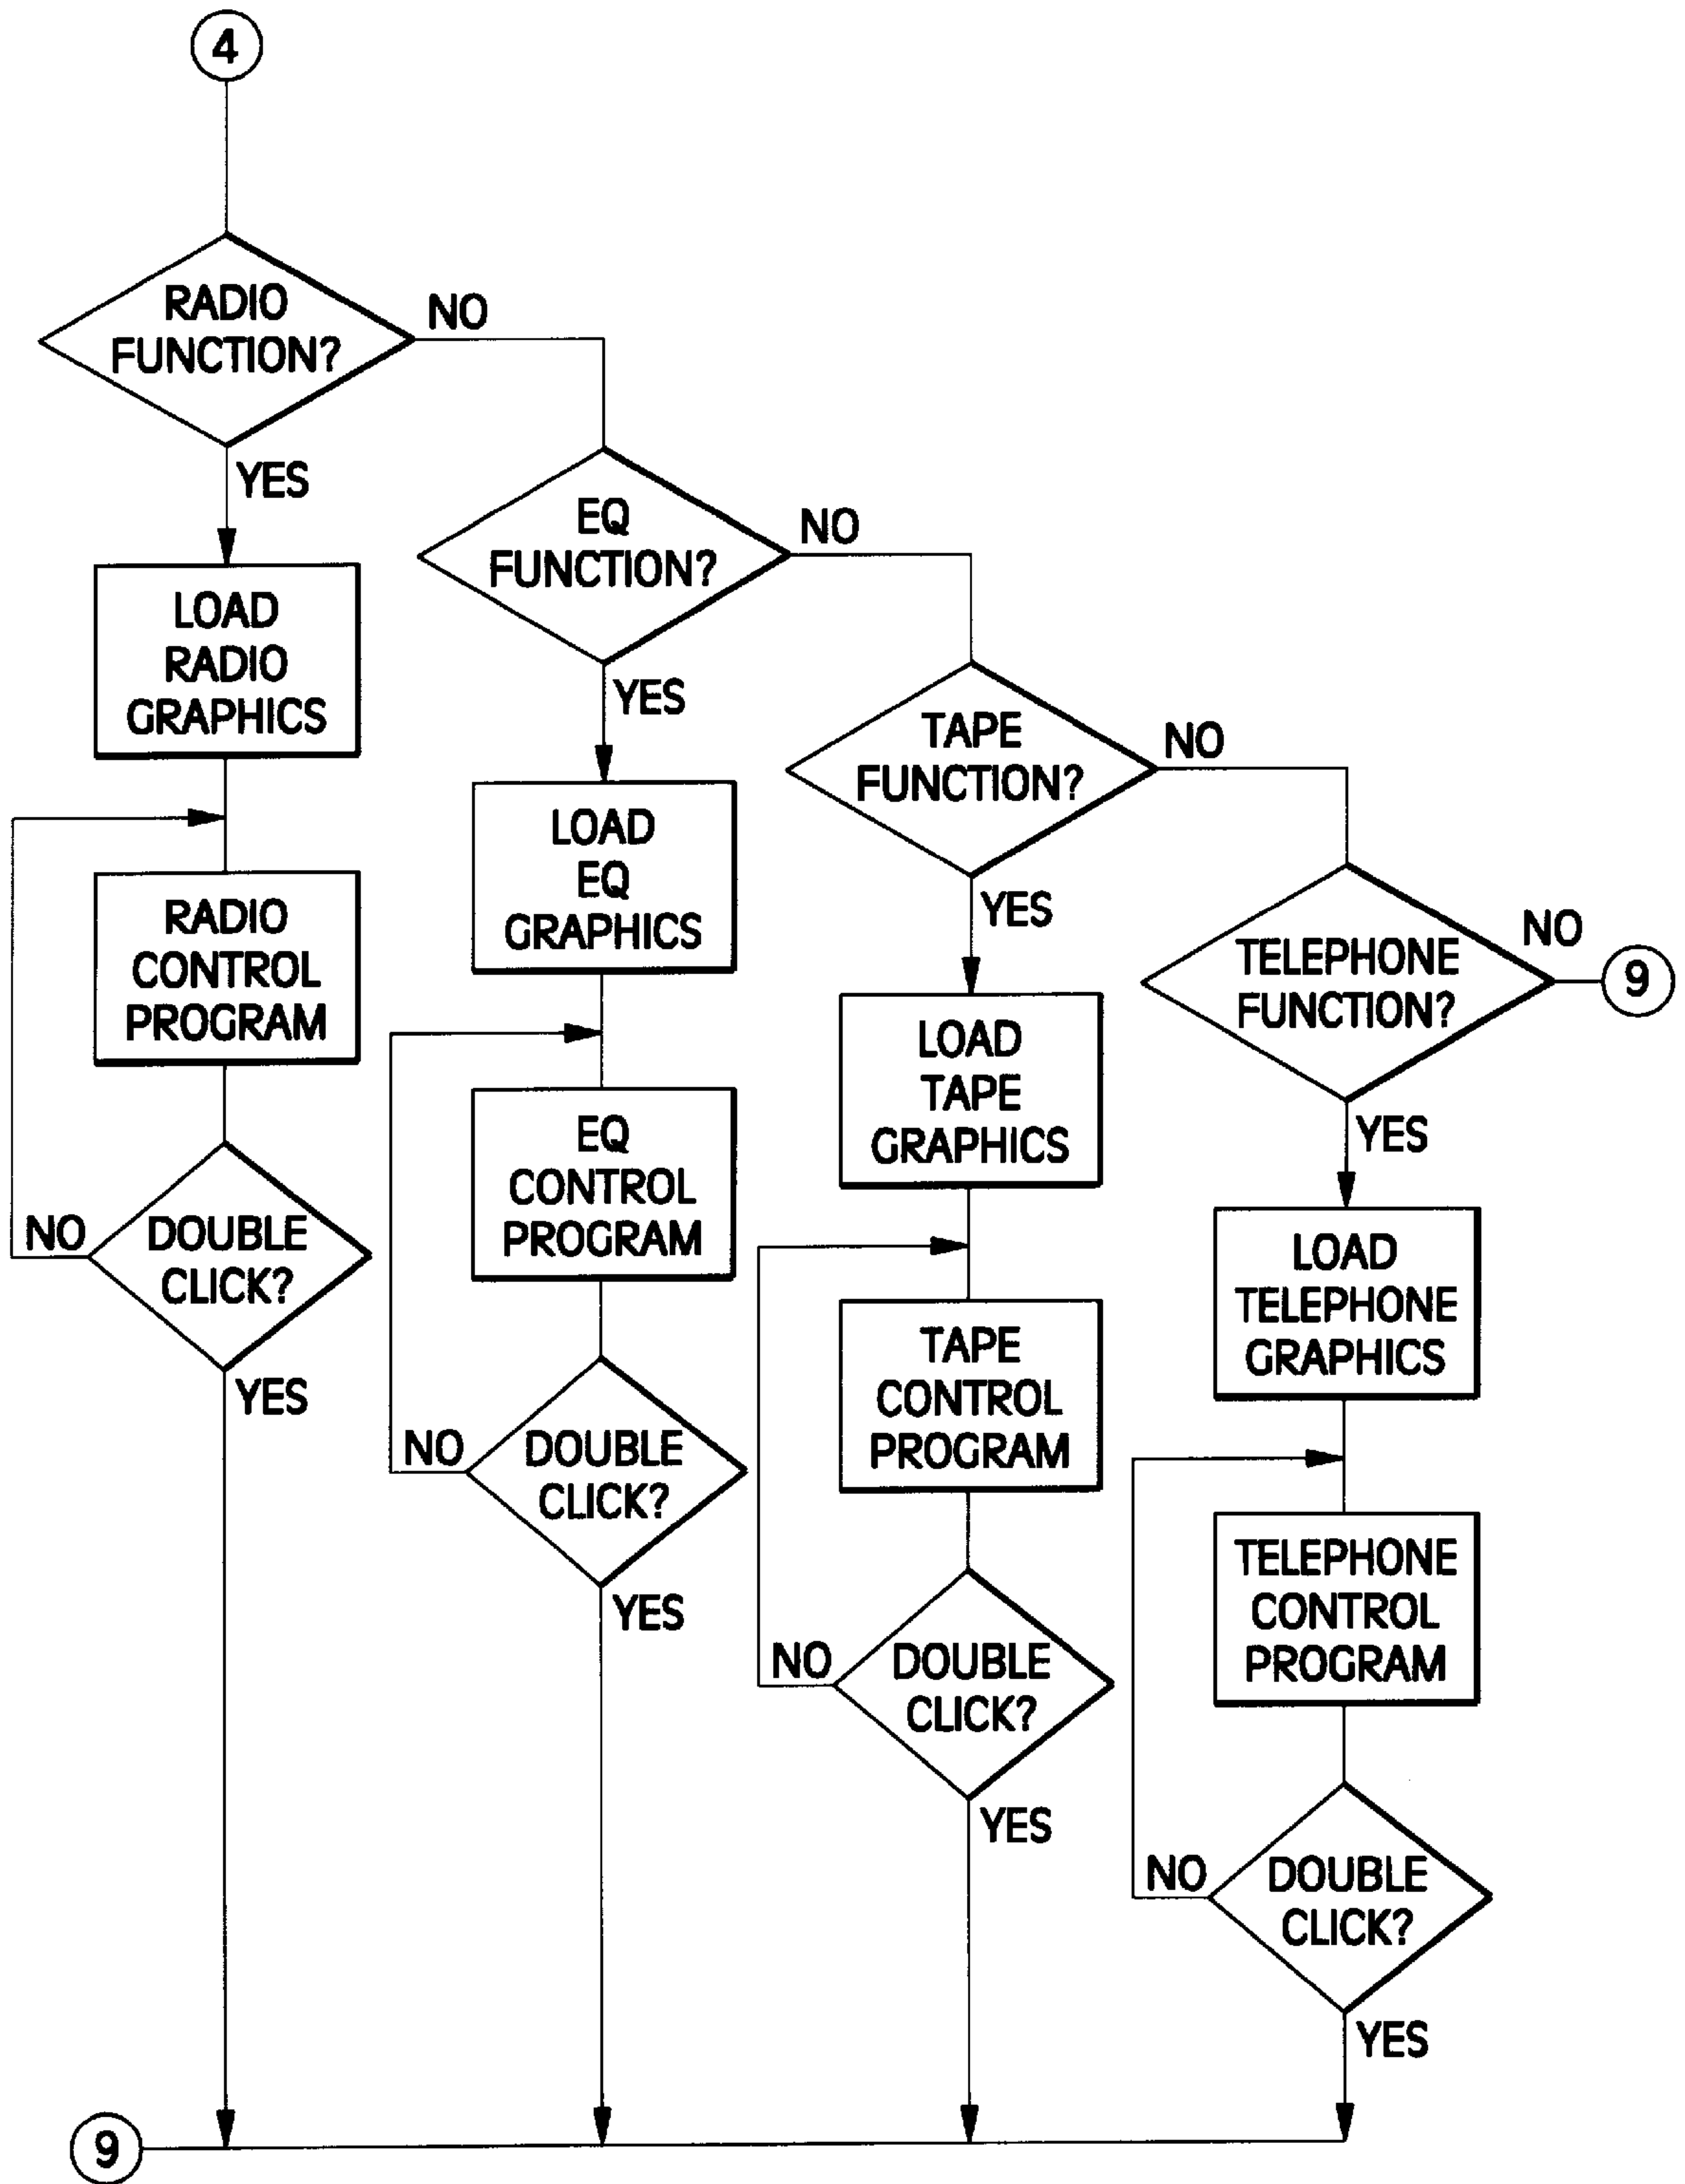 4
RADIO
FUNCTION?
NO
YES
LOAD
RADIO
GRAPHICS
RADIO
CONTROL
PROGRAM
NO
DOUBLE
CLICK?
YES
EQ
FUNCTION?
NO
YES
LOAD
EQ
GRAPHICS
EQ
CONTROL
PROGRAM
NO
DOUBLE
CLICK?
YES
TAPE
FUNCTION?
NO
YES
LOAD
TAPE
GRAPHICS
TAPE
CONTROL
PROGRAM
NO
DOUBLE
CLICK?
YES
TELEPHONE
FUNCTION?
NO
9
YES
LOAD
TELEPHONE
GRAPHICS
TELEPHONE
CONTROL
PROGRAM
NO
DOUBLE
CLICK?
YES
9